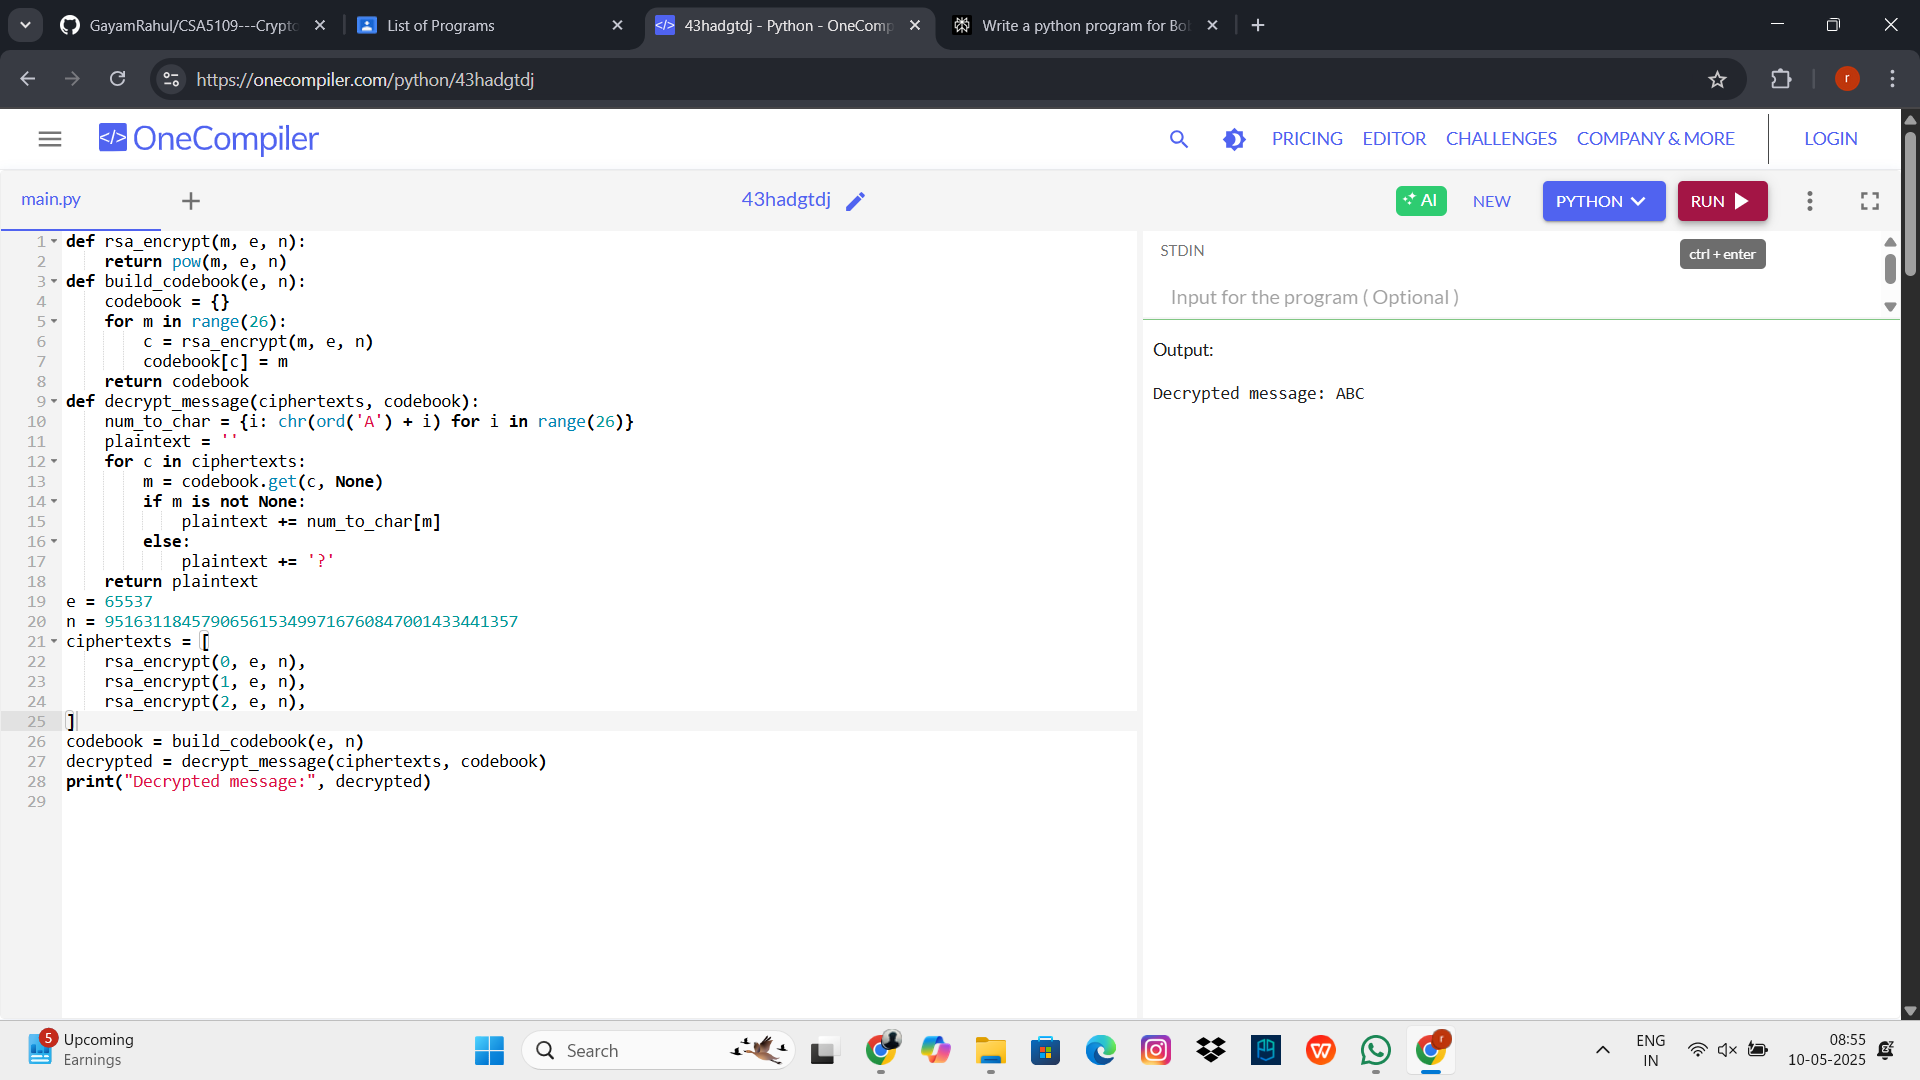 GayamRahul/CSA5109---Crypto
List of Programs
43hadgtdj - Python - OneComp
Write a python program for Bob
https://onecompiler.com/python/43hadgtdj
r
OneCompiler
PRICING
EDITOR
CHALLENGES
COMPANY & MORE
LOGIN
main.py
43hadgtdj
AI
NEW
PYTHON
RUN
ctrl + enter
1 def rsa_encrypt(m, e, n):
2     return pow(m, e, n)
3 def build_codebook(e, n):
4     codebook = {}
5     for m in range(26):
6         c = rsa_encrypt(m, e, n)
7         codebook[c] = m
8     return codebook
9 def decrypt_message(ciphertexts, codebook):
10     num_to_char = {i: chr(ord('A') + i) for i in range(26)}
11     plaintext = ''
12     for c in ciphertexts:
13         m = codebook.get(c, None)
14         if m is not None:
15             plaintext += num_to_char[m]
16         else:
17             plaintext += '?'
18     return plaintext
19 e = 65537
20 n = 9516311845790656153499716760847001433441357
21 ciphertexts = [
22     rsa_encrypt(0, e, n),
23     rsa_encrypt(1, e, n),
24     rsa_encrypt(2, e, n),
25 ]
26 codebook = build_codebook(e, n)
27 decrypted = decrypt_message(ciphertexts, codebook)
28 print("Decrypted message:", decrypted)
29
STDIN
Input for the program ( Optional )
Output:
Decrypted message: ABC
5
Upcoming
Earnings
Search
r
ENG
IN
08:55
10-05-2025